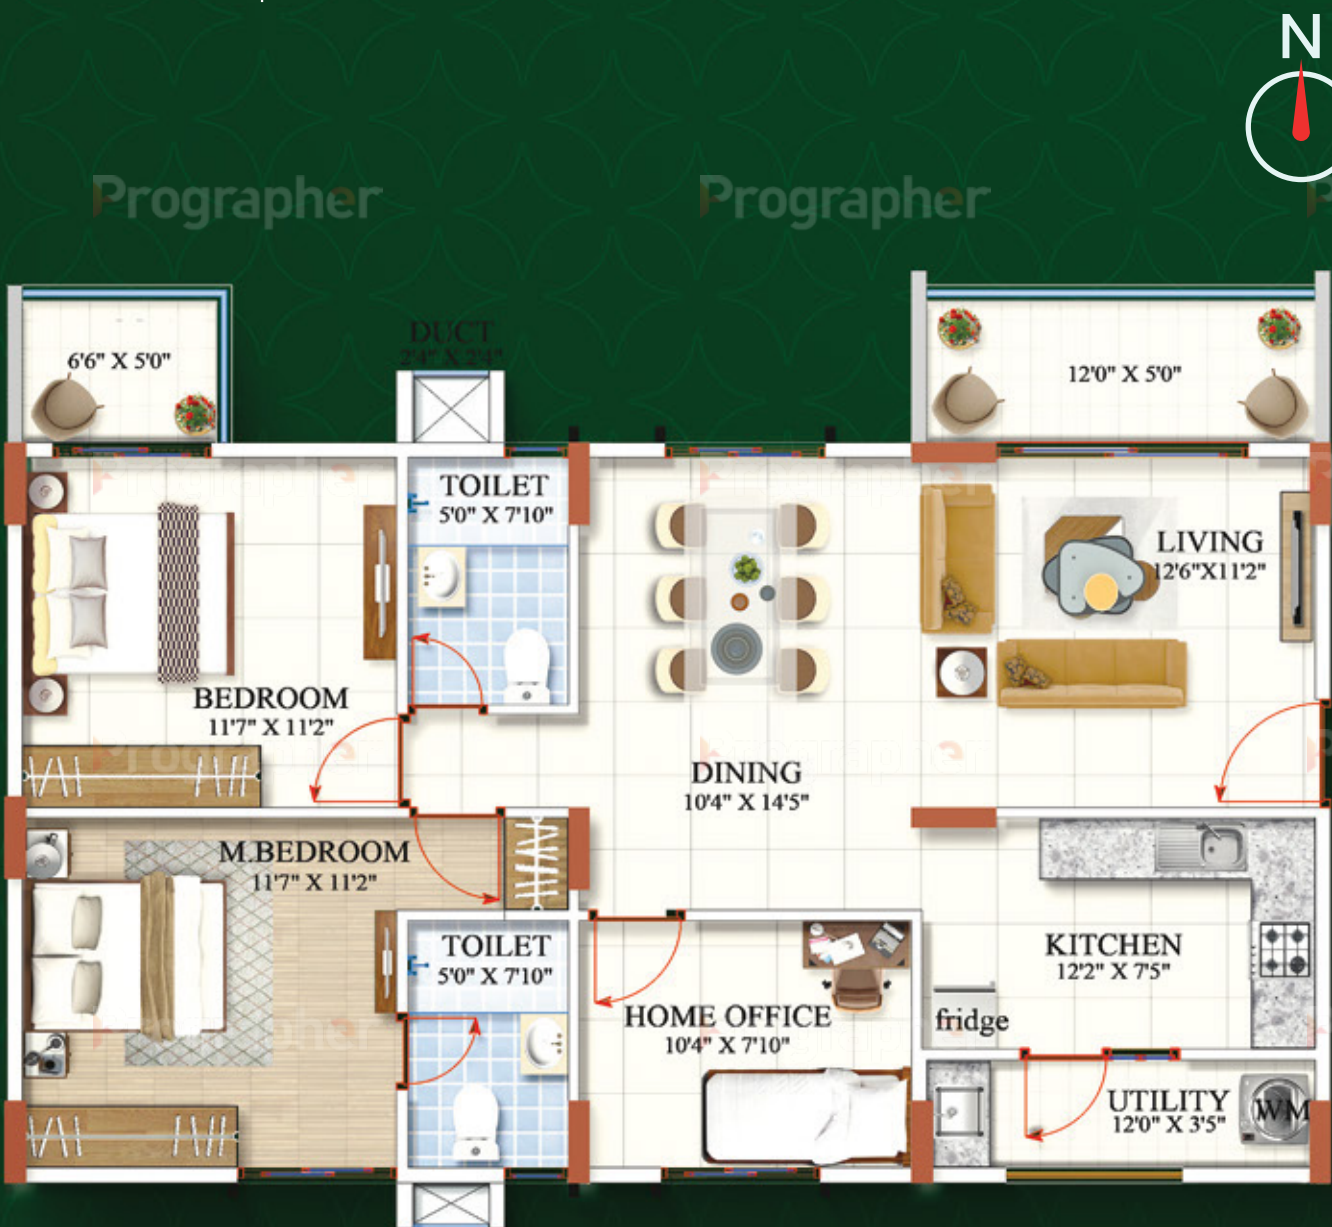 N
Prographer
Prographer
DUCT
2'4" X 2'4"
6'6" X 5'0"
12'0" X 5'0"
TOILET
5'0" X 7'10"
LIVING
12'6"X11'2"
BEDROOM
11'7" X 11'2"
DINING
10'4" X 14'5"
M.BEDROOM
11'7" X 11'2"
TOILET
5'0" X 7'10"
KITCHEN
12'2" X 7'5"
HOME OFFICE
10'4" X 7'10"
fridge
UTILITY
12'0" X 3'5"
WM